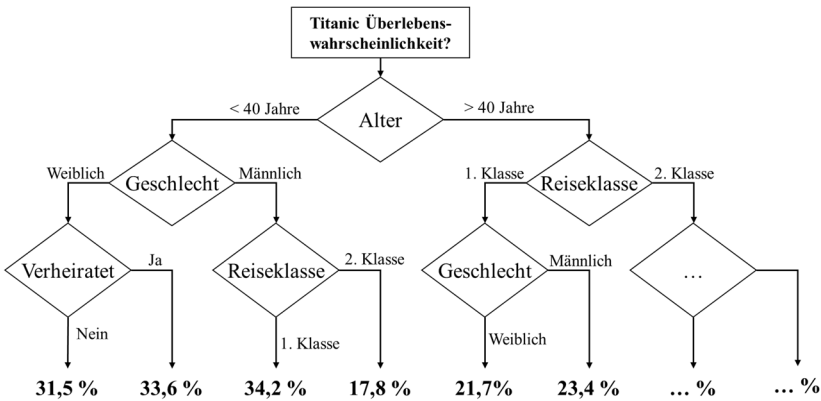 Titanic Überlebens-
wahrscheinlichkeit?
< 40 Jahre
> 40 Jahre
Alter
Weiblich
Geschlecht
Männlich
1. Klasse
Reiseklasse
2. Klasse
Verheiratet
Ja
Reiseklasse
2. Klasse
Geschlecht
Männlich
...
Nein
1. Klasse
Weiblich
31,5 %
33,6 %
34,2 %
17,8 %
21,7%
23,4 %
... %
... %